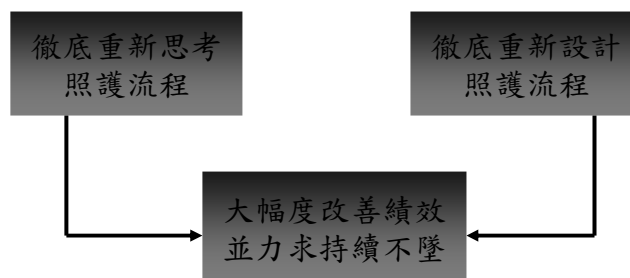 徹底重新思考
照護流程
徹底重新設計
照護流程
大幅度改善績效
並力求持續不墜